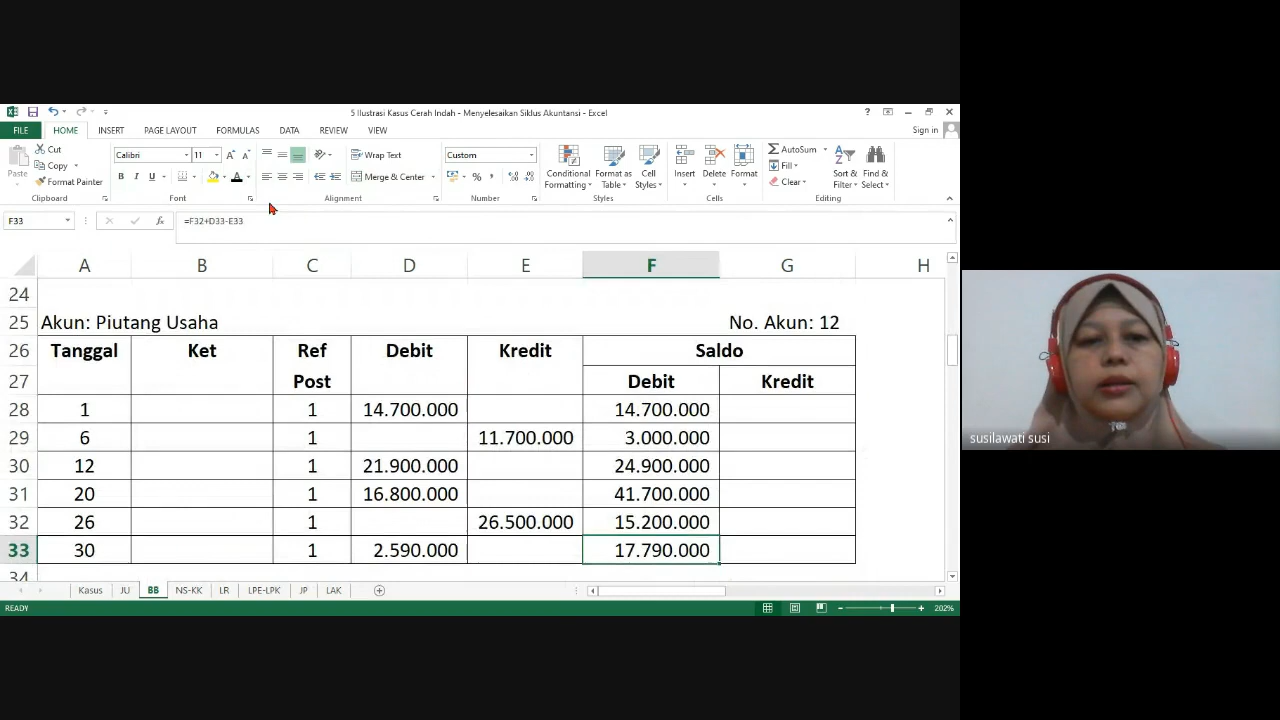 5 Ilustrasi Kasus Cerah Indah - Menyelesaikan Siklus Akuntansi - Excel
FILE HOME INSERT PAGE LAYOUT FORMULAS DATA REVIEW VIEW Sign in
Paste
Cut
Copy
Format Painter
Clipboard
Calibri 11
Font
Wrap Text
Merge & Center
Alignment
Custom
Number
Conditional Formatting
Format as Table
Cell Styles
Styles
Insert Delete Format
Cells
AutoSum
Fill
Clear
Sort & Filter
Find & Select
Editing
F33 =F32+D33-E33
A B C D E F G H
24
25 Akun: Piutang Usaha No. Akun: 12
26 Tanggal Ket Ref Debit Kredit Saldo
27 Post Debit Kredit
28 1 1 14.700.000 14.700.000
29 6 1 11.700.000 3.000.000
30 12 1 21.900.000 24.900.000
31 20 1 16.800.000 41.700.000
32 26 1 26.500.000 15.200.000
33 30 1 2.590.000 17.790.000
34
Kasus JU BB NS-KK LR LPE-LPK JP LAK
READY 202%
susilawati susi